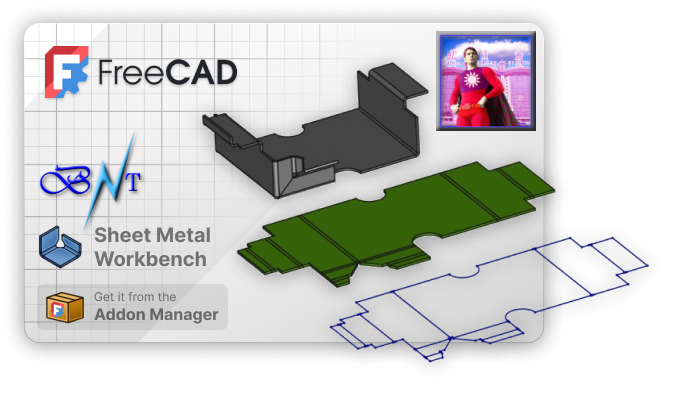 FreeCAD
BNT
Sheet Metal
Workbench
Get it from the
Addon Manager